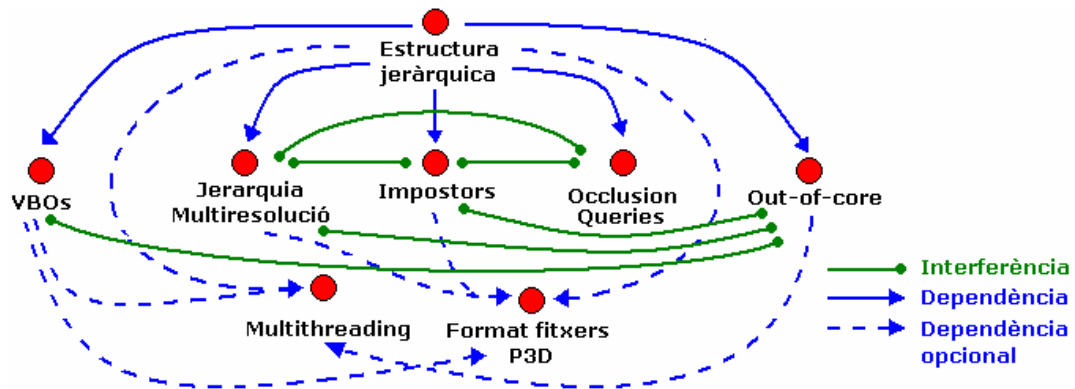 Estructura
jeràrquica
VBOs
Jerarquia
Multiresolució
Impostors
Occlusion
Queries
Out-of-core
Multithreading
Format fitxers
P3D
Interferència
Dependència
Dependència
opcional